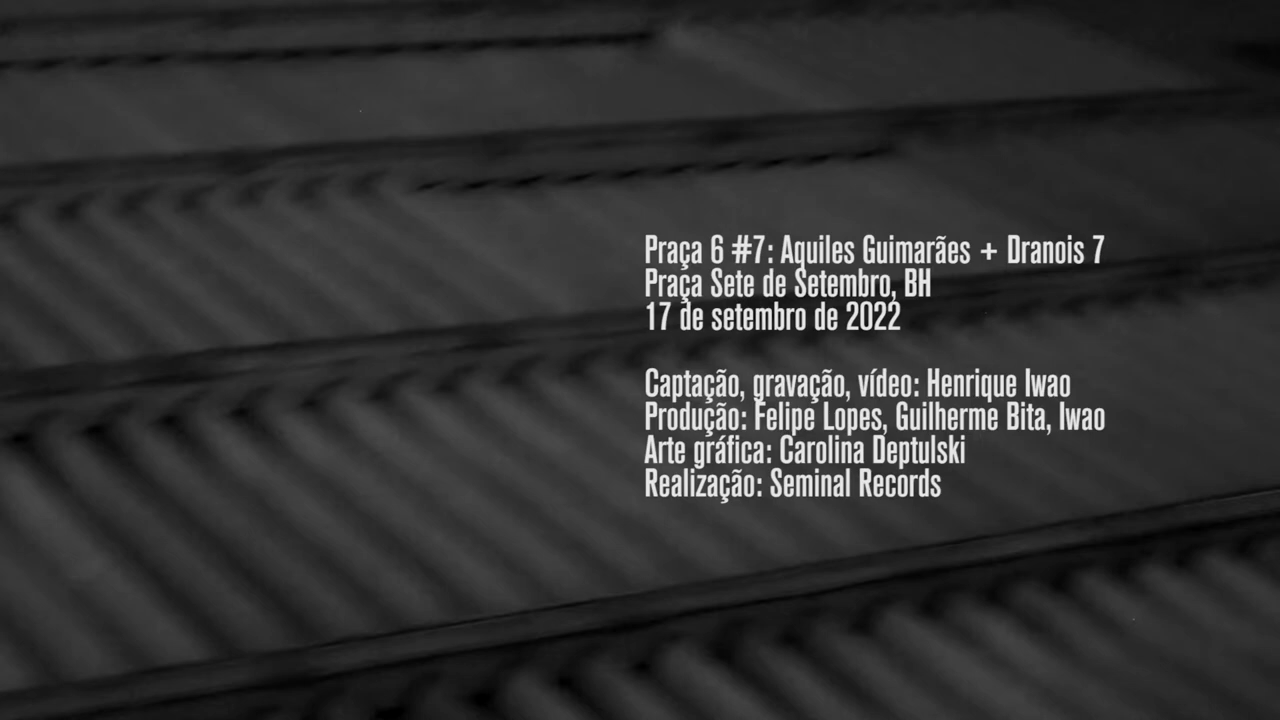 Praça 6 #7: Aquiles Guimarães + Dranois 7
Praça Sete de Setembro, BH
17 de setembro de 2022
Captação, gravação, vídeo: Henrique Iwao
Produção: Felipe Lopes, Guilherme Bita, Iwao
Arte gráfica: Carolina Deptulski
Realização: Seminal Records